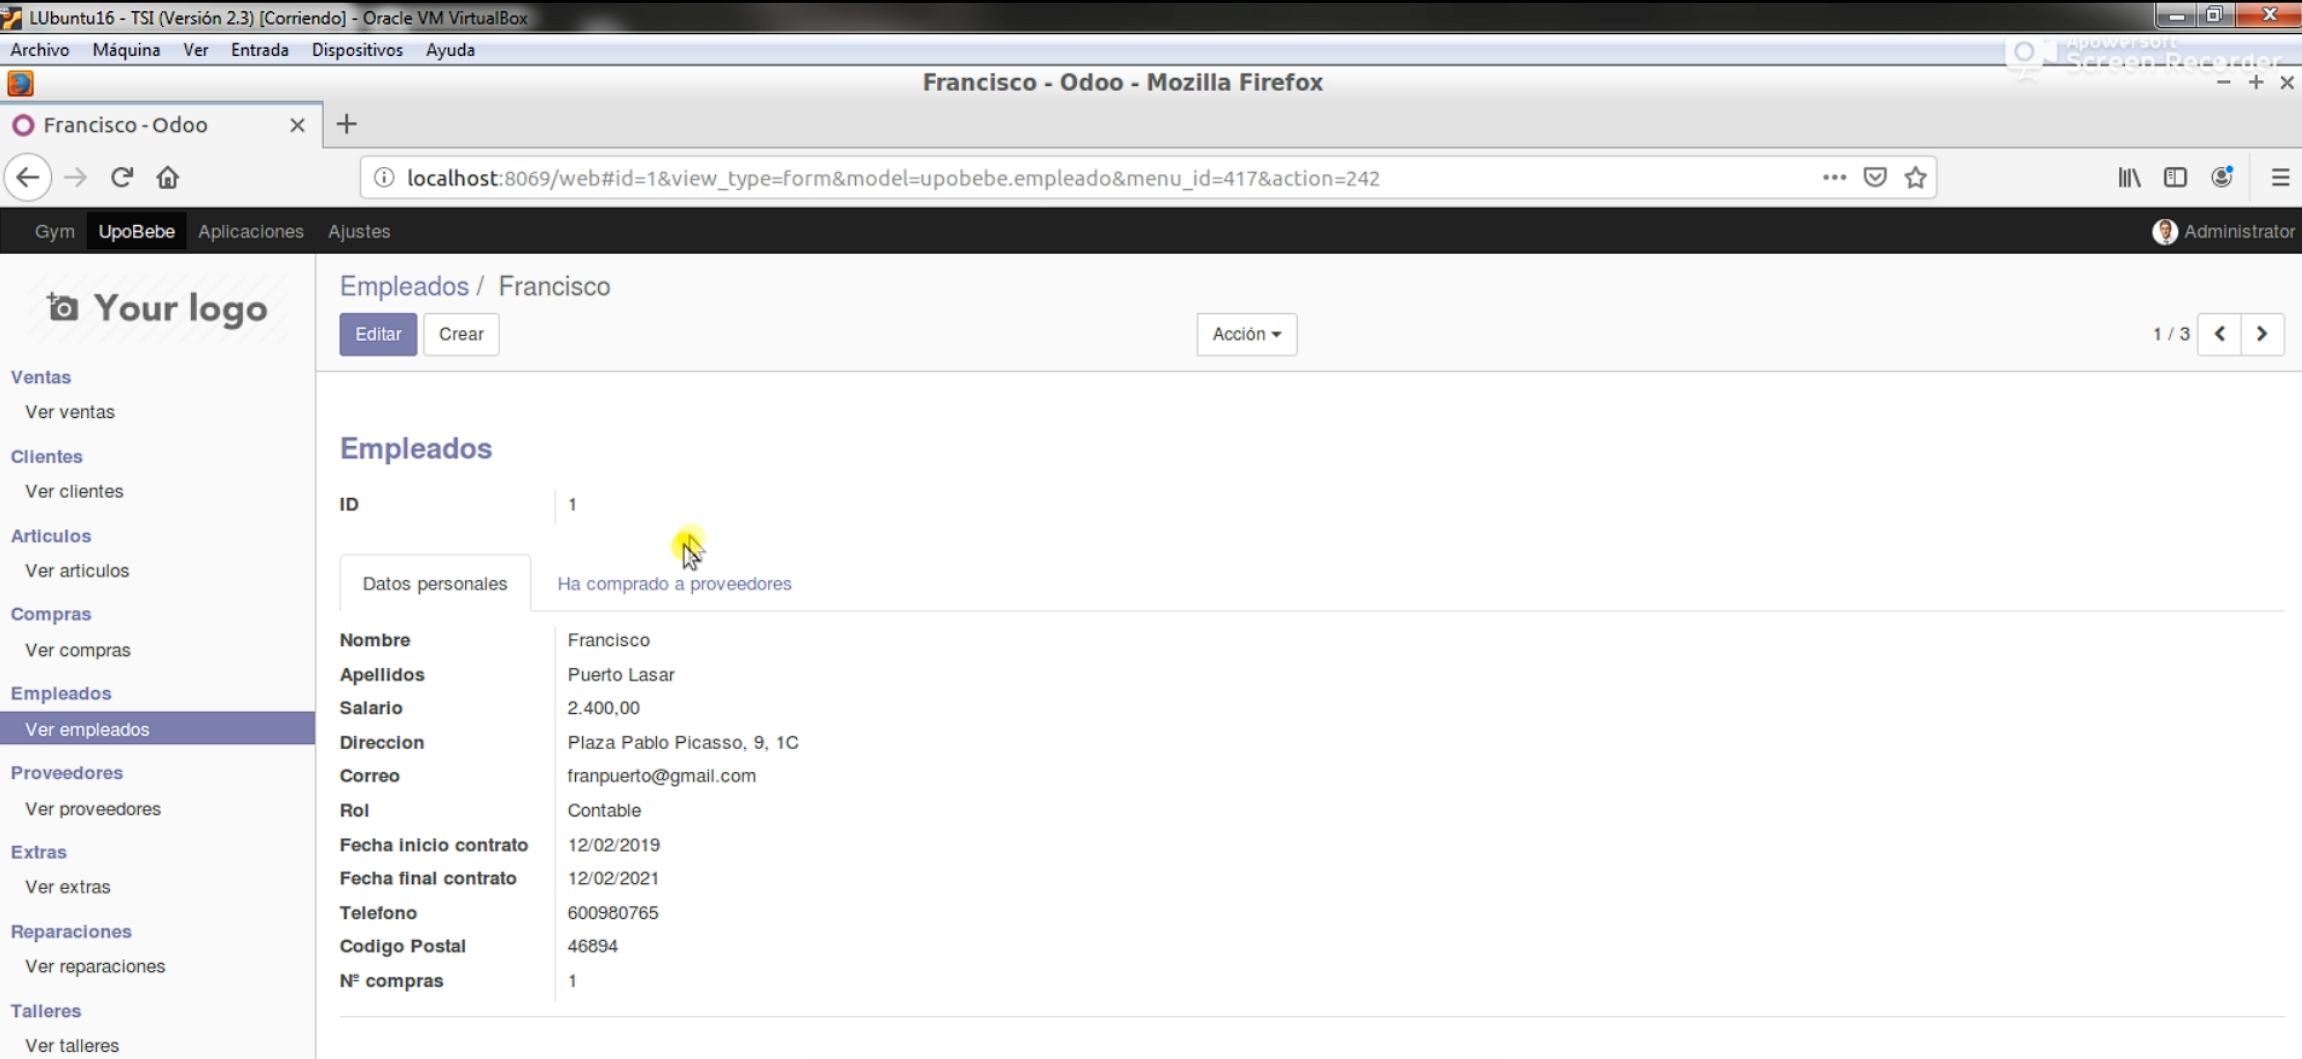 LUbuntu16 - TSI (Versión 2.3) [Corriendo] - Oracle VM VirtualBox
Archivo Máquina Ver Entrada Dispositivos Ayuda
Apowersoft
Screen Recorder
Francisco - Odoo - Mozilla Firefox
Francisco - Odoo
localhost:8069/web#id=1&view_type=form&model=upobebe.empleado&menu_id=417&action=242
Gym UpoBebe Aplicaciones Ajustes Administrator
Your logo
Empleados / Francisco
Editar Crear Acción 1 / 3
Ventas
Ver ventas
Clientes
Ver clientes
Articulos
Ver articulos
Compras
Ver compras
Empleados
Ver empleados
Proveedores
Ver proveedores
Extras
Ver extras
Reparaciones
Ver reparaciones
Talleres
Ver talleres
Empleados
ID 1
Datos personales Ha comprado a proveedores
Nombre Francisco
Apellidos Puerto Lasar
Salario 2.400,00
Direccion Plaza Pablo Picasso, 9, 1C
Correo franpuerto@gmail.com
Rol Contable
Fecha inicio contrato 12/02/2019
Fecha final contrato 12/02/2021
Telefono 600980765
Codigo Postal 46894
Nº compras 1